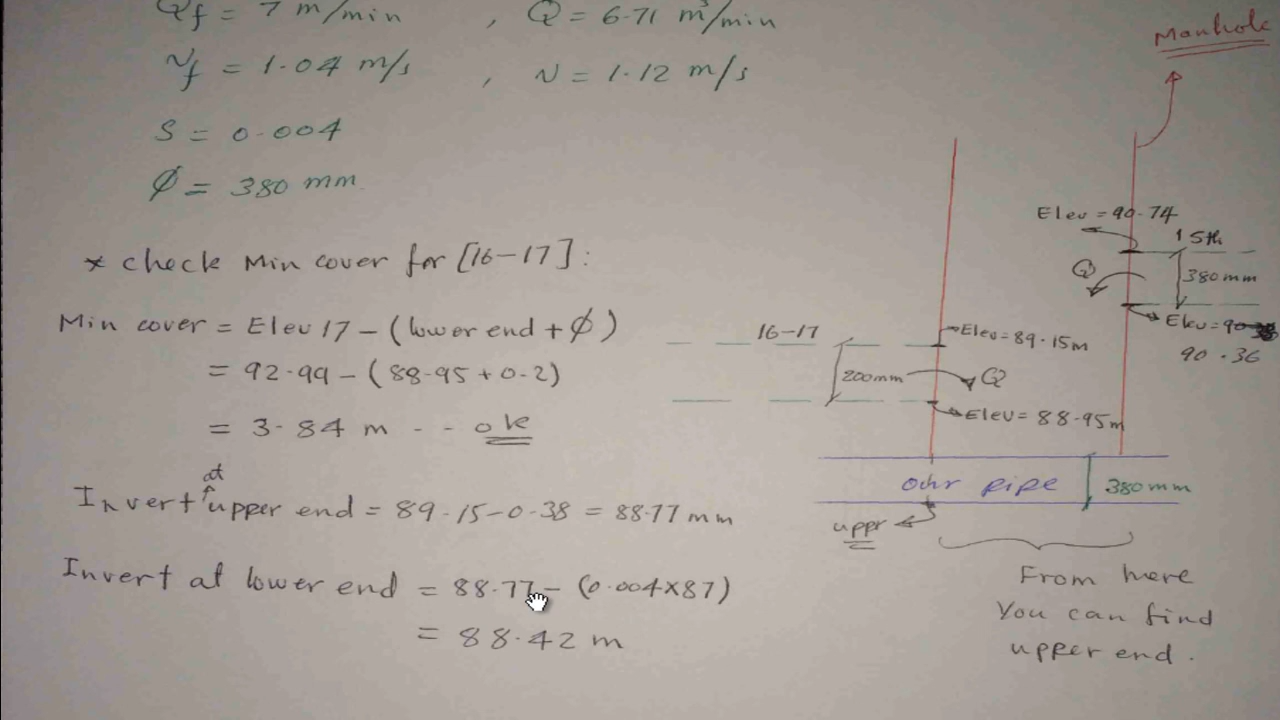 Qf = 7 m/min , Q = 6.71 m³/min
vf = 1.04 m/s , v = 1.12 m/s
S = 0.004
Ø = 380 mm
* check Min cover for [16-17]:
Min cover = Elev 17 - (lower end + Ø)
= 92.99 - (88.95 + 0.2)
= 3.84 m -- ok
Invert at upper end = 89.15 - 0.38 = 88.77 mm
Invert at lower end = 88.77 - (0.004×87)
= 88.42 m
Manhole
Elev = 90.74
15th
Q
380mm
Elev = 90
90.36
16-17
Elev = 89.15m
200mm
Q
Elev = 88.95m
our pipe
380 mm
uppr
From here
You can find
upper end.